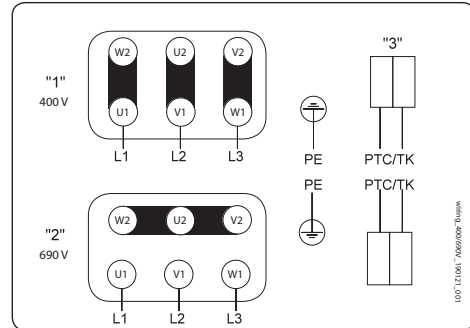 "1"
400 V
W2 U2 V2
U1 V1 W1
L1 L2 L3
PE
"3"
PTC/TK
PE
PTC/TK
"2"
690 V
W2 U2 V2
U1 V1 W1
L1 L2 L3
wiring_400/690V_190121_001